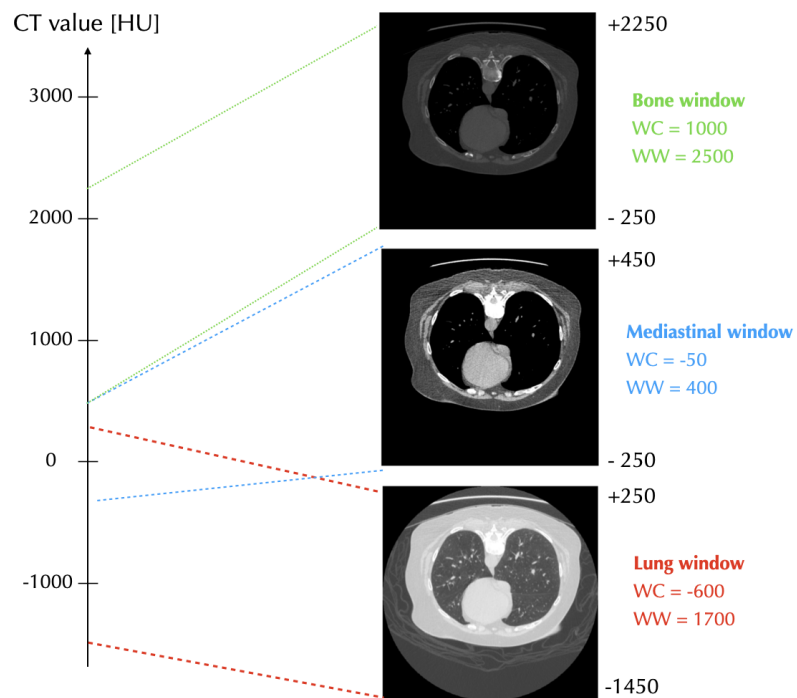 CT value [HU]
3000
2000
1000
0
-1000
+2250
Bone window
WC = 1000
WW = 2500
- 250
+450
Mediastinal window
WC = -50
WW = 400
- 250
+250
Lung window
WC = -600
WW = 1700
-1450